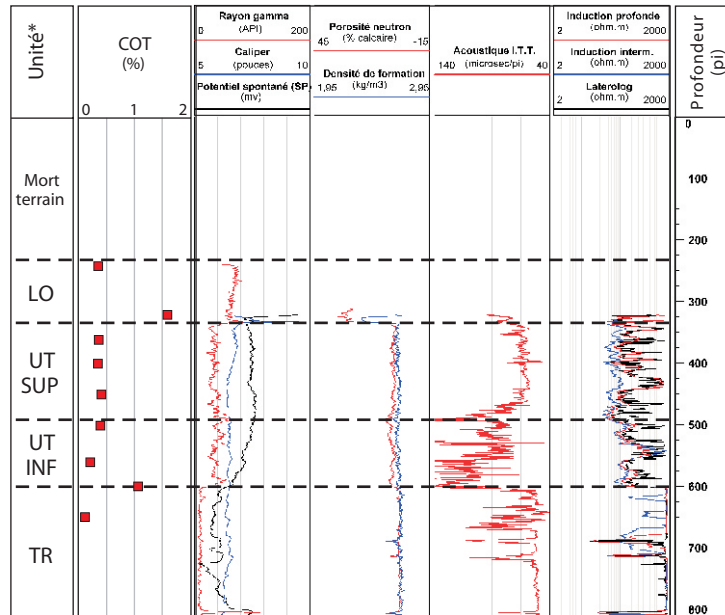 Unité*
COT
(%)
0 1 2
Rayon gamma
0 (API) 200
Caliper
5 (pouces) 10
Potentiel spontané (SP)
(mv)
Porosité neutron
45 (% calcaire) -15
Densité de formation
1,95 (kg/m3) 2,95
Acoustique I.T.T.
140 (microsec/pi) 40
Induction profonde
2 (ohm.m) 2000
Induction interm.
2 (ohm.m) 2000
Laterolog
2 (ohm.m) 2000
Profondeur
(pi)
0
Mort
terrain
100
200
LO
300
UT
SUP
400
UT
INF
500
600
TR
700
800